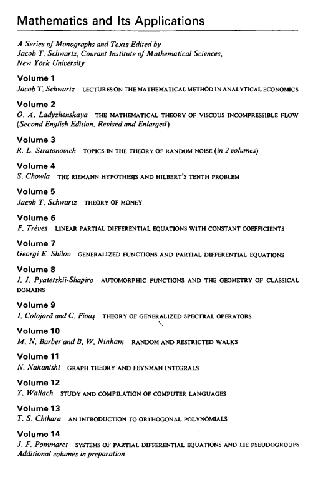 Mathematics and Its Applications
A Series of Monographs and Texts Edited by
Jacob T. Schwartz, Courant Institute of Mathematical Sciences,
New York University
Volume 1
Jacob T. Schwartz LECTURES ON THE MATHEMATICAL METHOD IN ANALYTICAL ECONOMICS
Volume 2
O. A. Ladyzhenskaya THE MATHEMATICAL THEORY OF VISCOUS INCOMPRESSIBLE FLOW
(Second English Edition, Revised and Enlarged)
Volume 3
R. L. Stratonovich TOPICS IN THE THEORY OF RANDOM NOISE (in 2 volumes)
Volume 4
S. Chowla THE RIEMANN HYPOTHESIS AND HILBERT'S TENTH PROBLEM
Volume 5
Jacob T. Schwartz THEORY OF MONEY
Volume 6
F. Trèves LINEAR PARTIAL DIFFERENTIAL EQUATIONS WITH CONSTANT COEFFICIENTS
Volume 7
Georgi E. Shilov GENERALIZED FUNCTIONS AND PARTIAL DIFFERENTIAL EQUATIONS
Volume 8
I. I. Pyatetskii-Shapiro AUTOMORPHIC FUNCTIONS AND THE GEOMETRY OF CLASSICAL
DOMAINS
Volume 9
I. Colojoră and C. Foiaş THEORY OF GENERALIZED SPECTRAL OPERATORS
Volume 10
M. N. Barber and B. W. Ninham, RANDOM AND RESTRICTED WALKS
Volume 11
N. Nakanishi GRAPH THEORY AND FEYNMAN INTEGRALS
Volume 12
Y. Wallach STUDY AND COMPILATION OF COMPUTER LANGUAGES
Volume 13
T. S. Chihara AN INTRODUCTION TO ORTHOGONAL POLYNOMIALS
Volume 14
J. F. Pommaret SYSTEMS OF PARTIAL DIFFERENTIAL EQUATIONS AND LIE PSEUDOGROUPS
Additional volumes in preparation